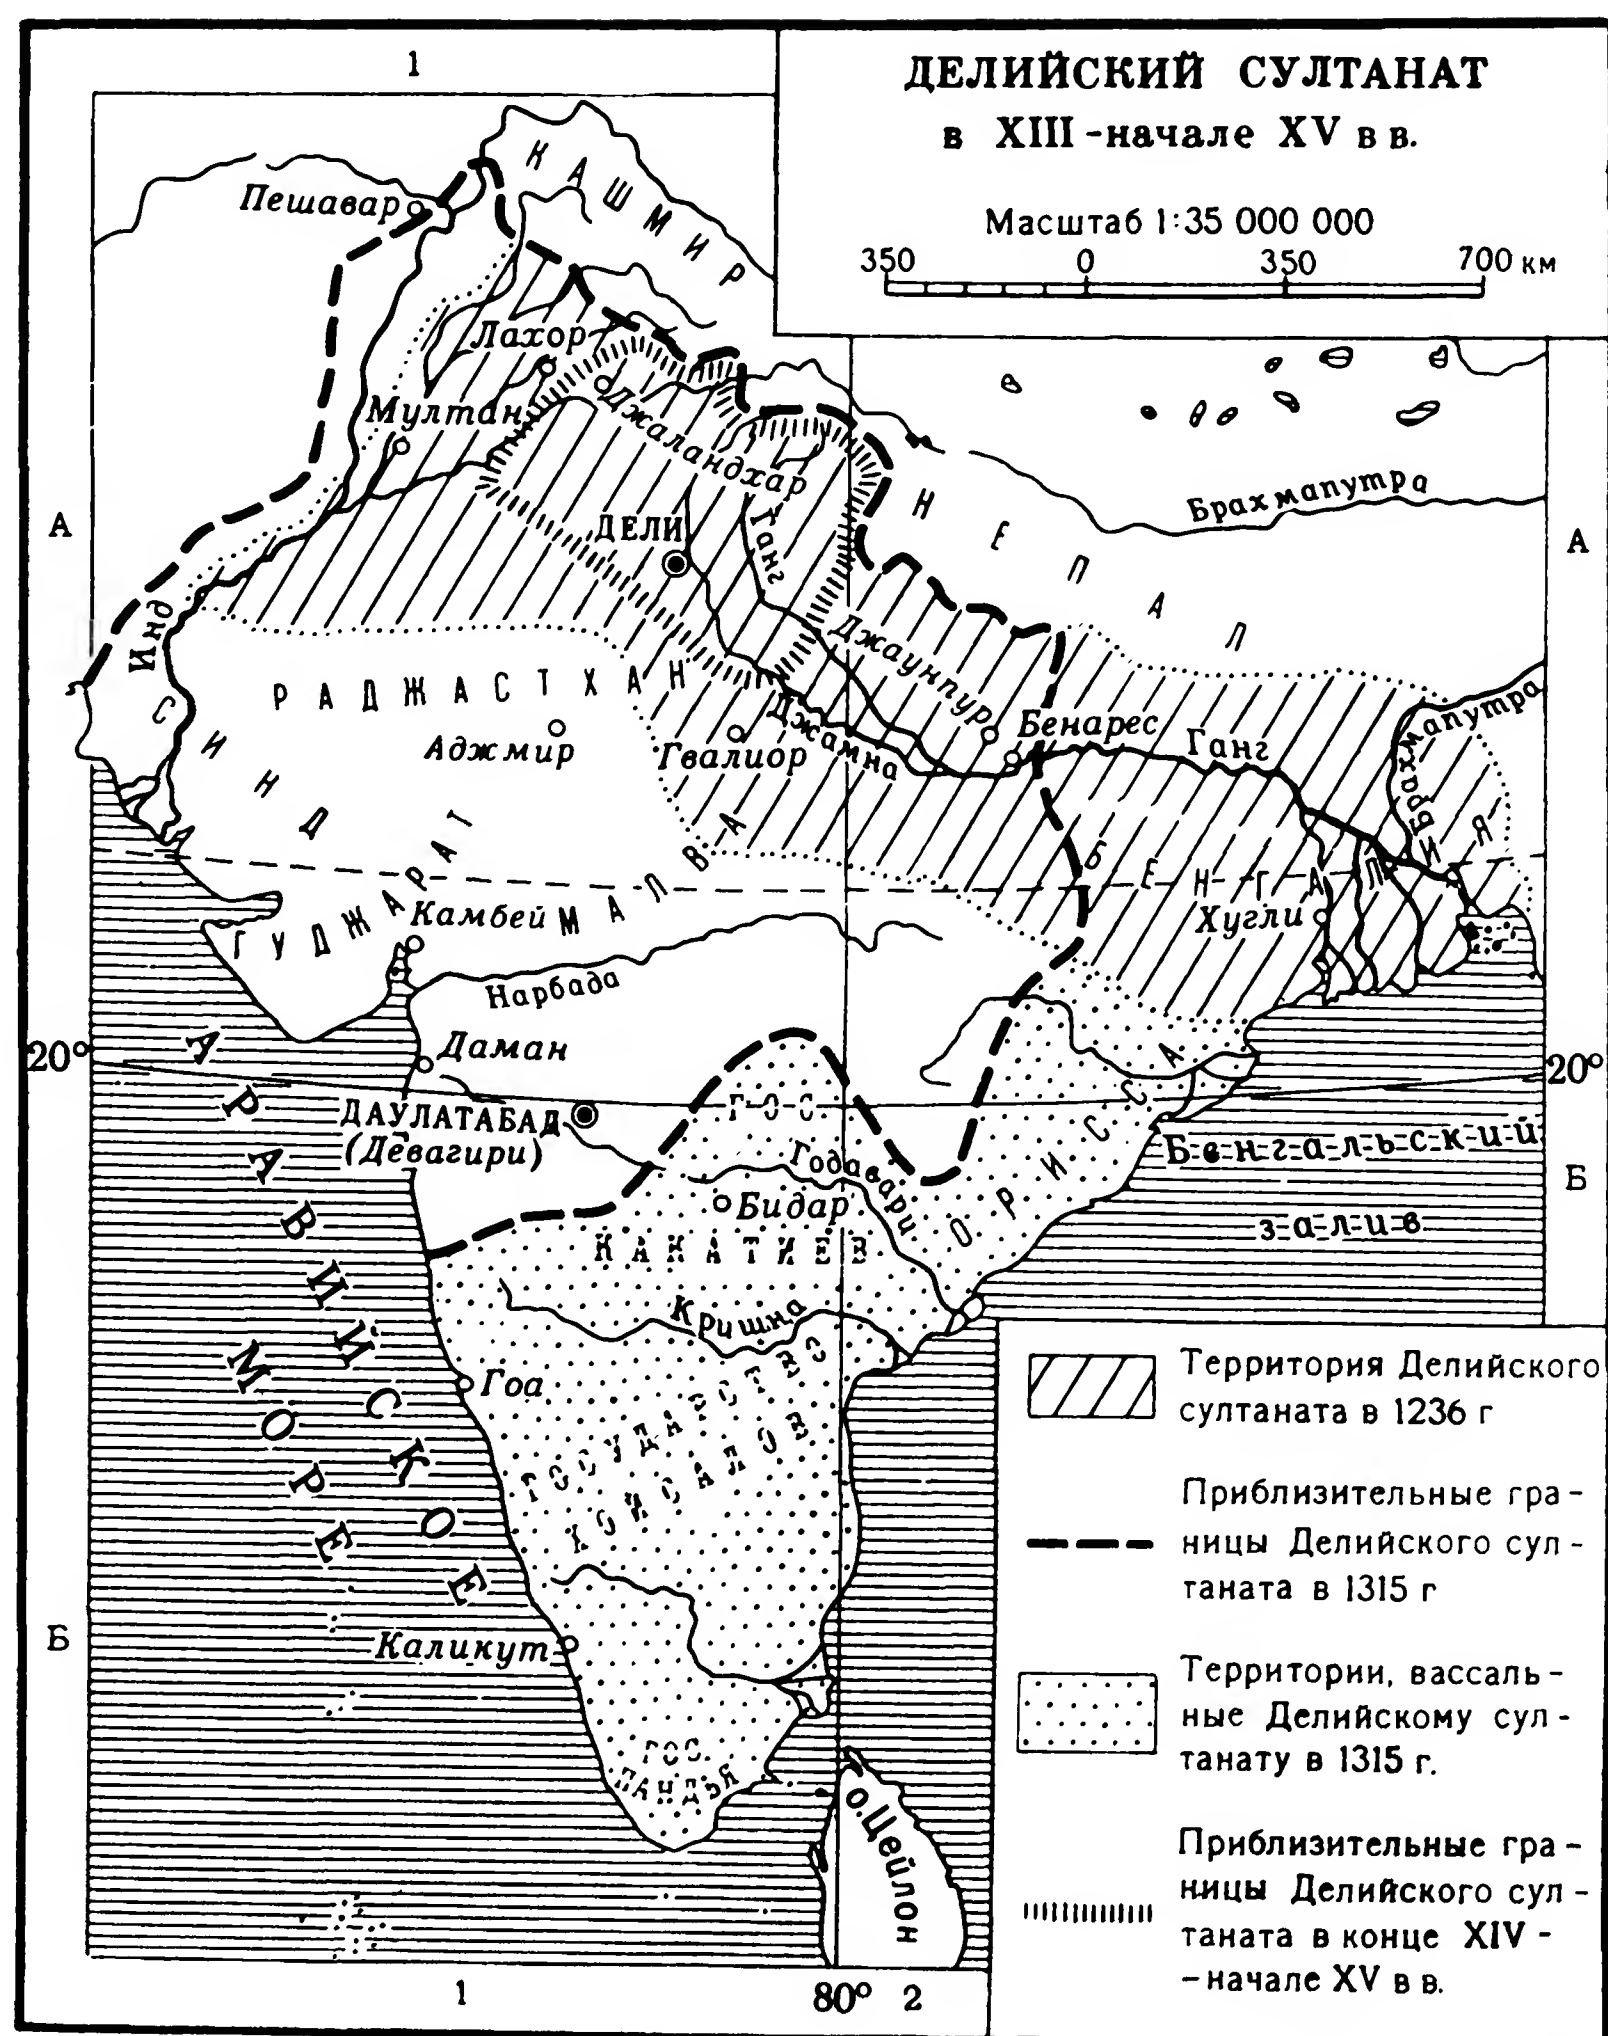 ДЕЛИЙСКИЙ СУЛТАНАТ
в XIII - начале XV в в.
Масштаб 1:35 000 000
350 0 350 700 км
1
КАШМИР
Пешавар
Лахор
Мултан
Джаландхар
ДЕЛИ
Ганг
НЕПАЛ
Брахмапутра
А
А
Инд
СИНД
РАДЖАСТХАН
Аджмир
Гвалиор
Джамна
Джаунпур
Бенарес
Ганг
Брахмапутра
Брахмапутра
БЕНГАЛИЯ
Хугли
ГУДЖАРАТ
Камбей
МАЛВА
Нарбада
20°
20°
Даман
ДАУЛАТАБАД
(Девагири)
ГОС.
КАКАТИЕВ
Годавари
Бидар
ОРИССА
Бенгальский
залив
Б
Б
АРАВИЙСКОЕ
МОРЕ
Кришна
Гоа
ГОСУДАРСТВО
ХОЙСАЛОВ
Каликут
ГОС.
ПАНДЬЯ
о.Цейлон
1
80°
2
Территория Делийского
султаната в 1236 г
Приблизительные гра-
ницы Делийского сул-
таната в 1315 г
Территории, вассаль-
ные Делийскому сул-
танату в 1315 г.
Приблизительные гра-
ницы Делийского сул-
таната в конце XIV -
- начале XV в в.